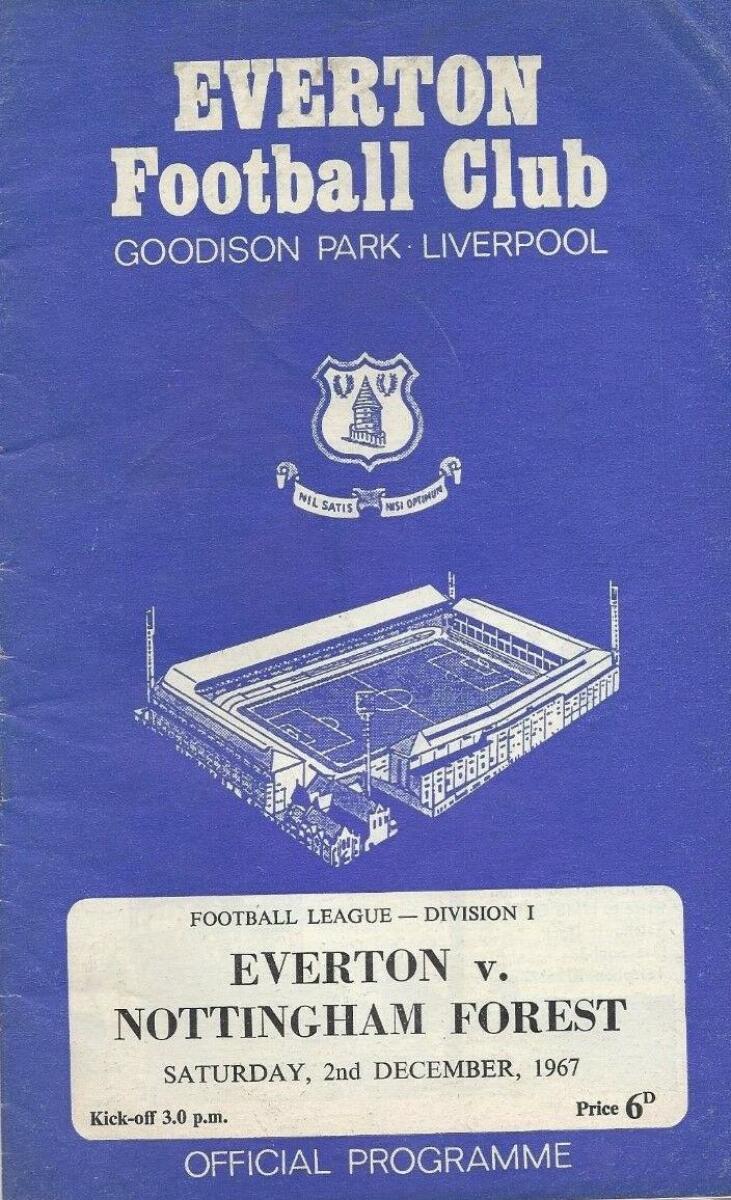 EVERTON
Football Club
GOODISON PARK · LIVERPOOL
NIL SATIS NISI OPTIMUM
FOOTBALL LEAGUE — DIVISION I
EVERTON v.
NOTTINGHAM FOREST
SATURDAY, 2nd DECEMBER, 1967
Kick-off 3.0 p.m.
Price 6D
OFFICIAL PROGRAMME